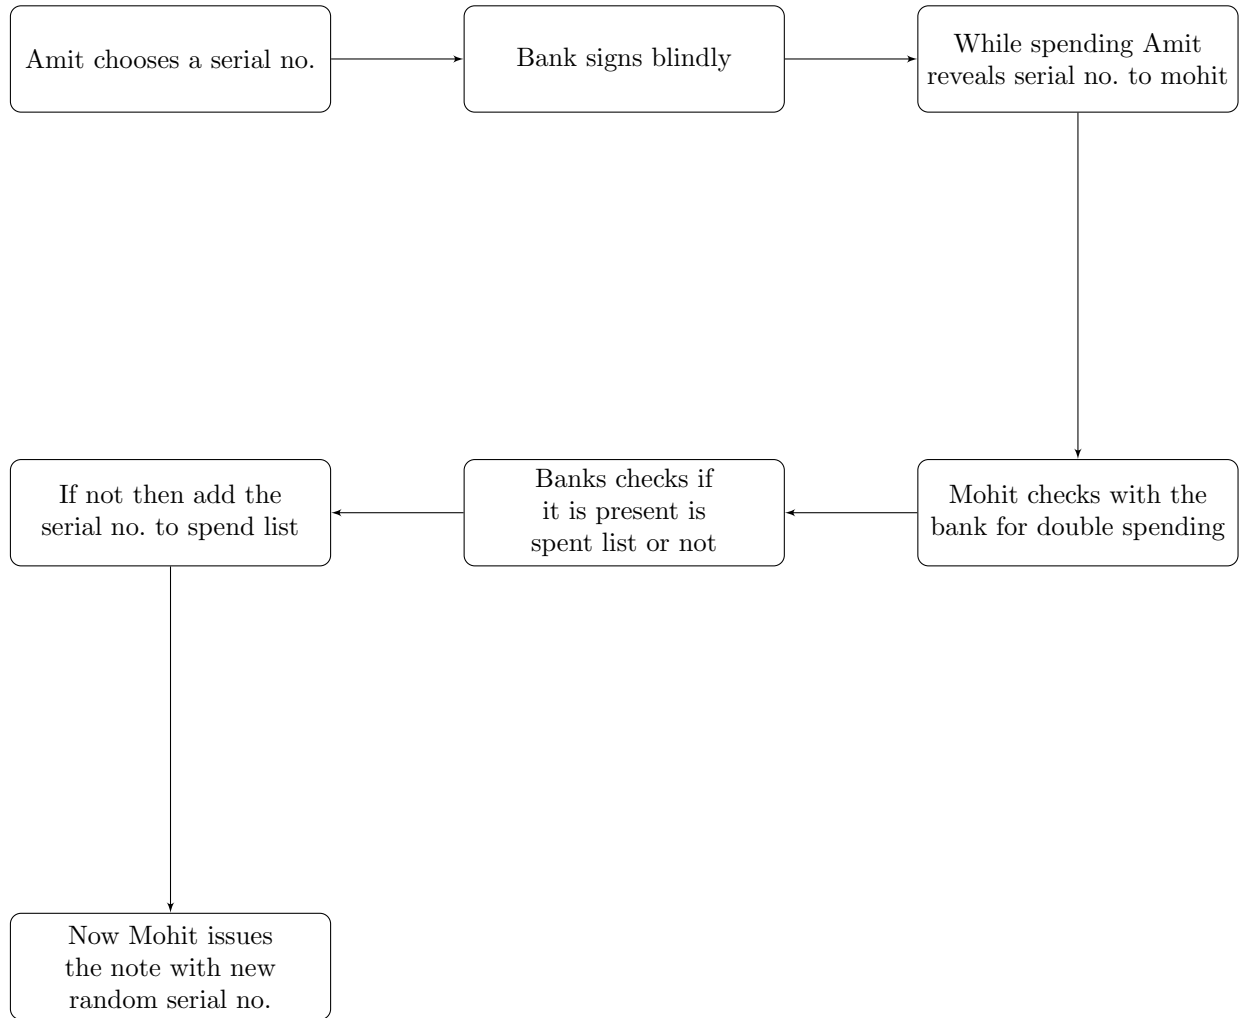 Amit chooses a serial no.
Bank signs blindly
While spending Amit
reveals serial no. to mohit
Mohit checks with the
bank for double spending
Banks checks if
it is present is
spent list or not
If not then add the
serial no. to spend list
Now Mohit issues
the note with new
random serial no.